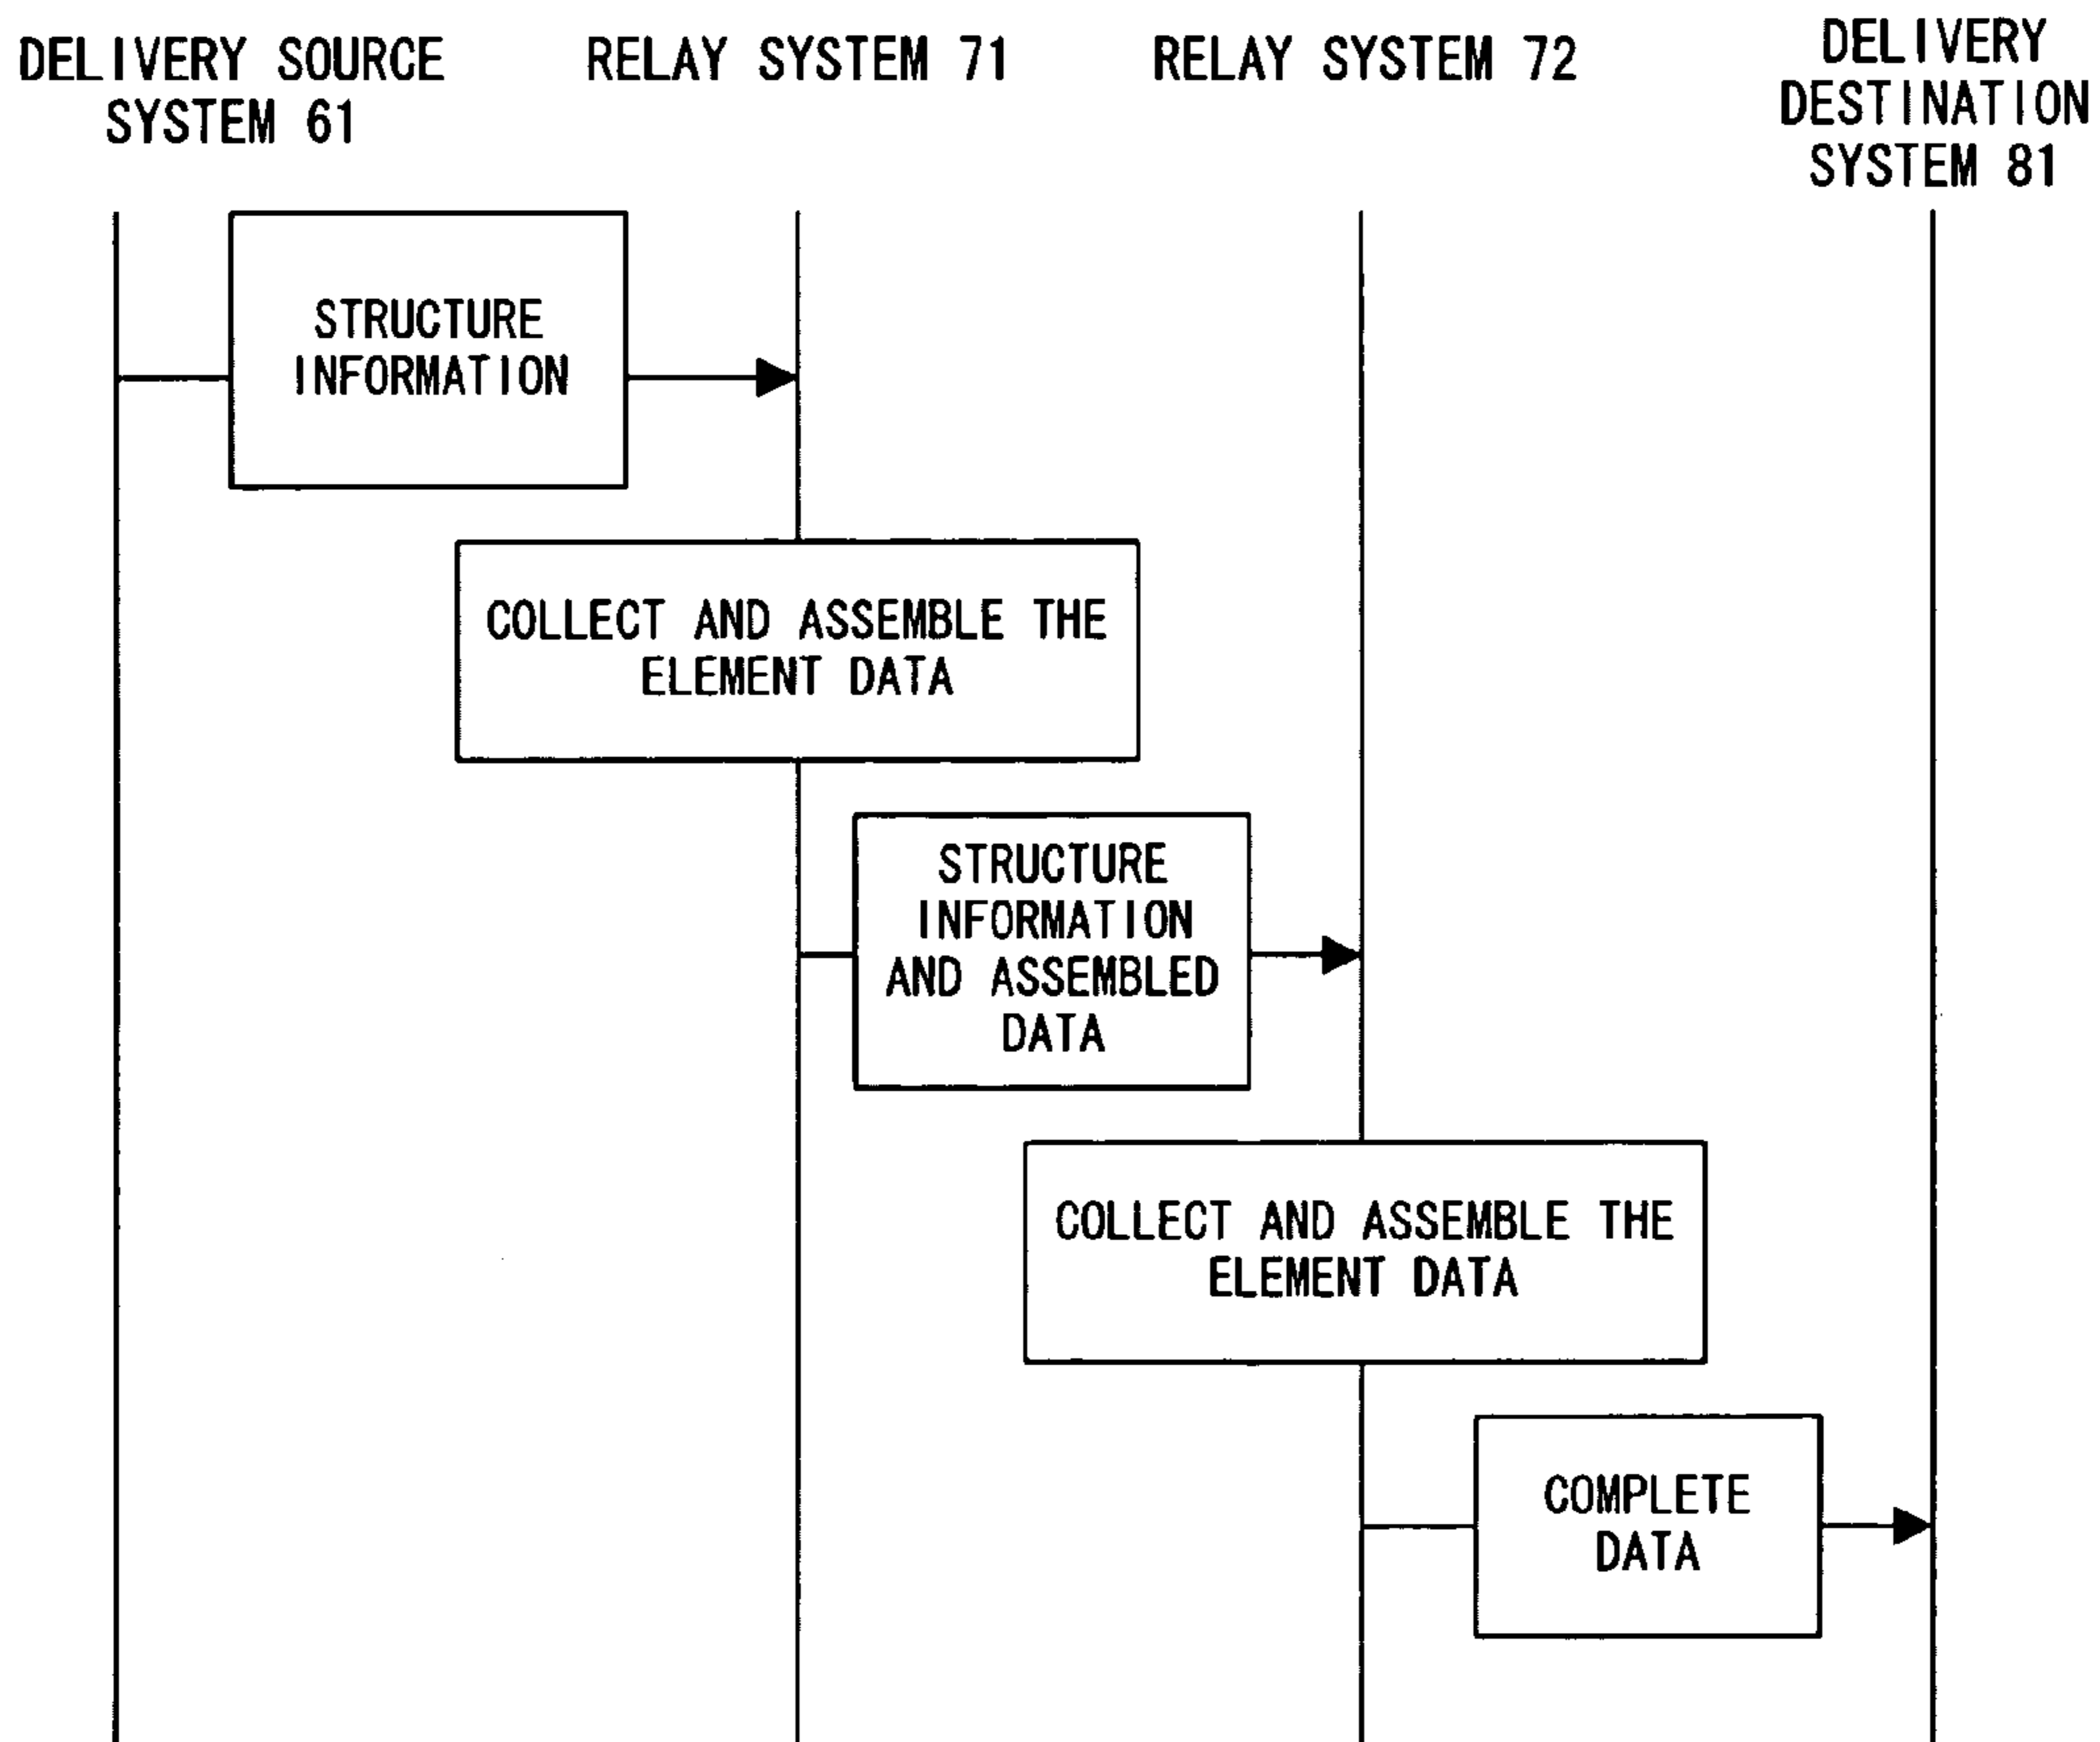 DELIVERY SOURCE
SYSTEM 61
RELAY SYSTEM 71
RELAY SYSTEM 72
DELIVERY
DESTINATION
SYSTEM 81
STRUCTURE
INFORMATION
COLLECT AND ASSEMBLE THE
ELEMENT DATA
STRUCTURE
INFORMATION
AND ASSEMBLED
DATA
COLLECT AND ASSEMBLE THE
ELEMENT DATA
COMPLETE
DATA